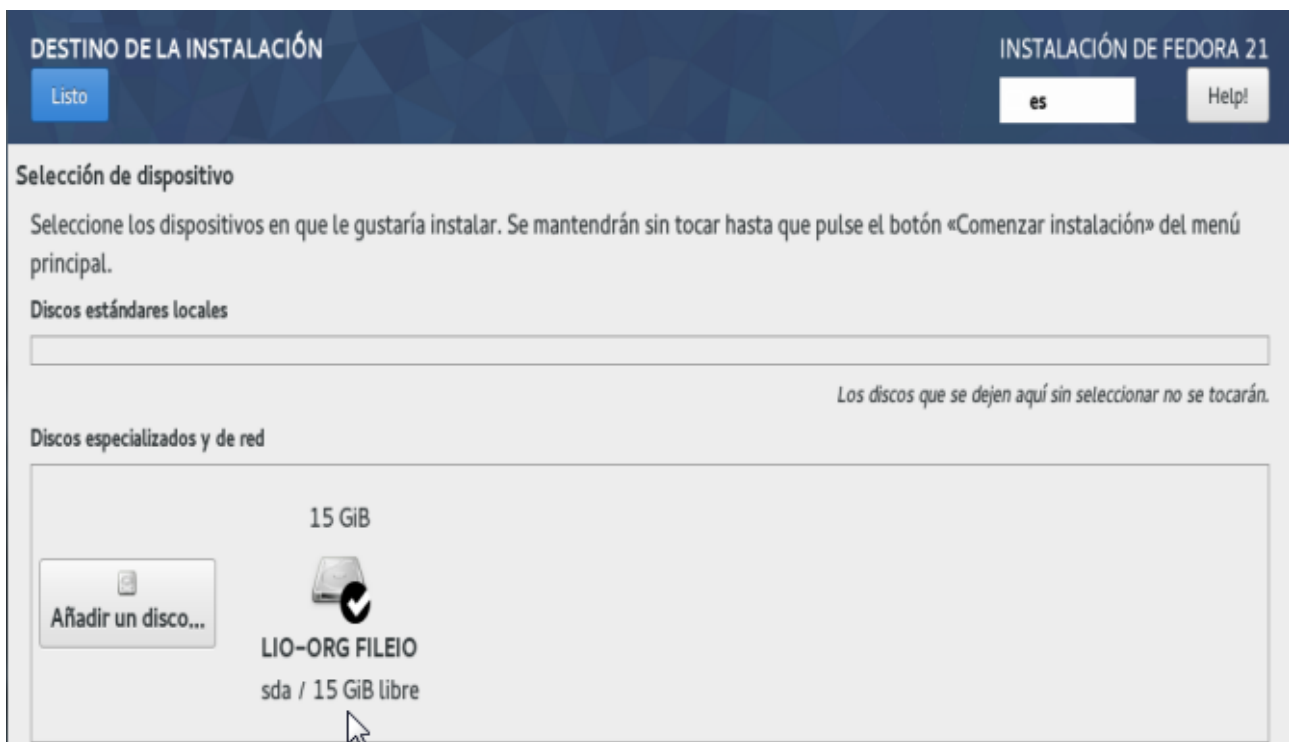 DESTINO DE LA INSTALACIÓN
INSTALACIÓN DE FEDORA 21
Listo
es
Help!
Selección de dispositivo
Seleccione los dispositivos en que le gustaría instalar. Se mantendrán sin tocar hasta que pulse el botón «Comenzar instalación» del menú
principal.
Discos estándares locales
Los discos que se dejen aquí sin seleccionar no se tocarán.
Discos especializados y de red
15 GiB
Añadir un disco...
LIO-ORG FILEIO
sda / 15 GiB libre